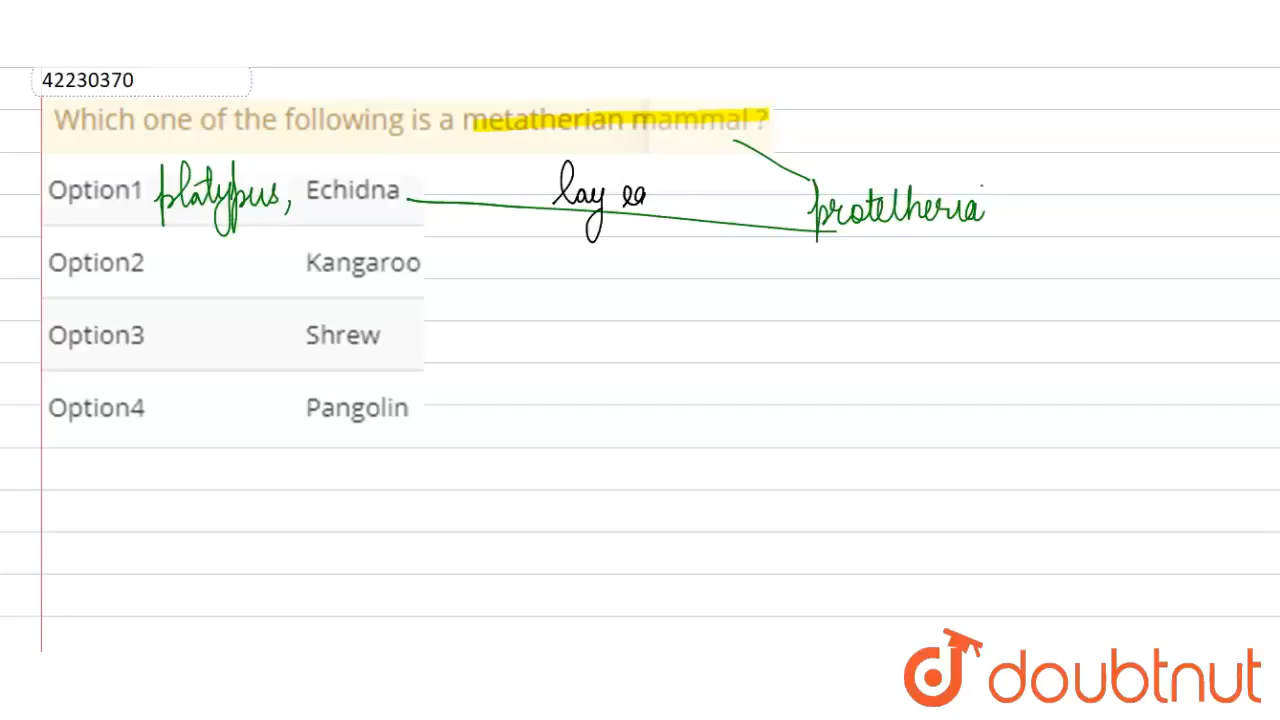 42230370
Which one of the following is a metatherian mammal ?
Option1 platypus, Echidna lay
protetheria
Option2 Kangaroo
Option3 Shrew
Option4 Pangolin
doubtnut